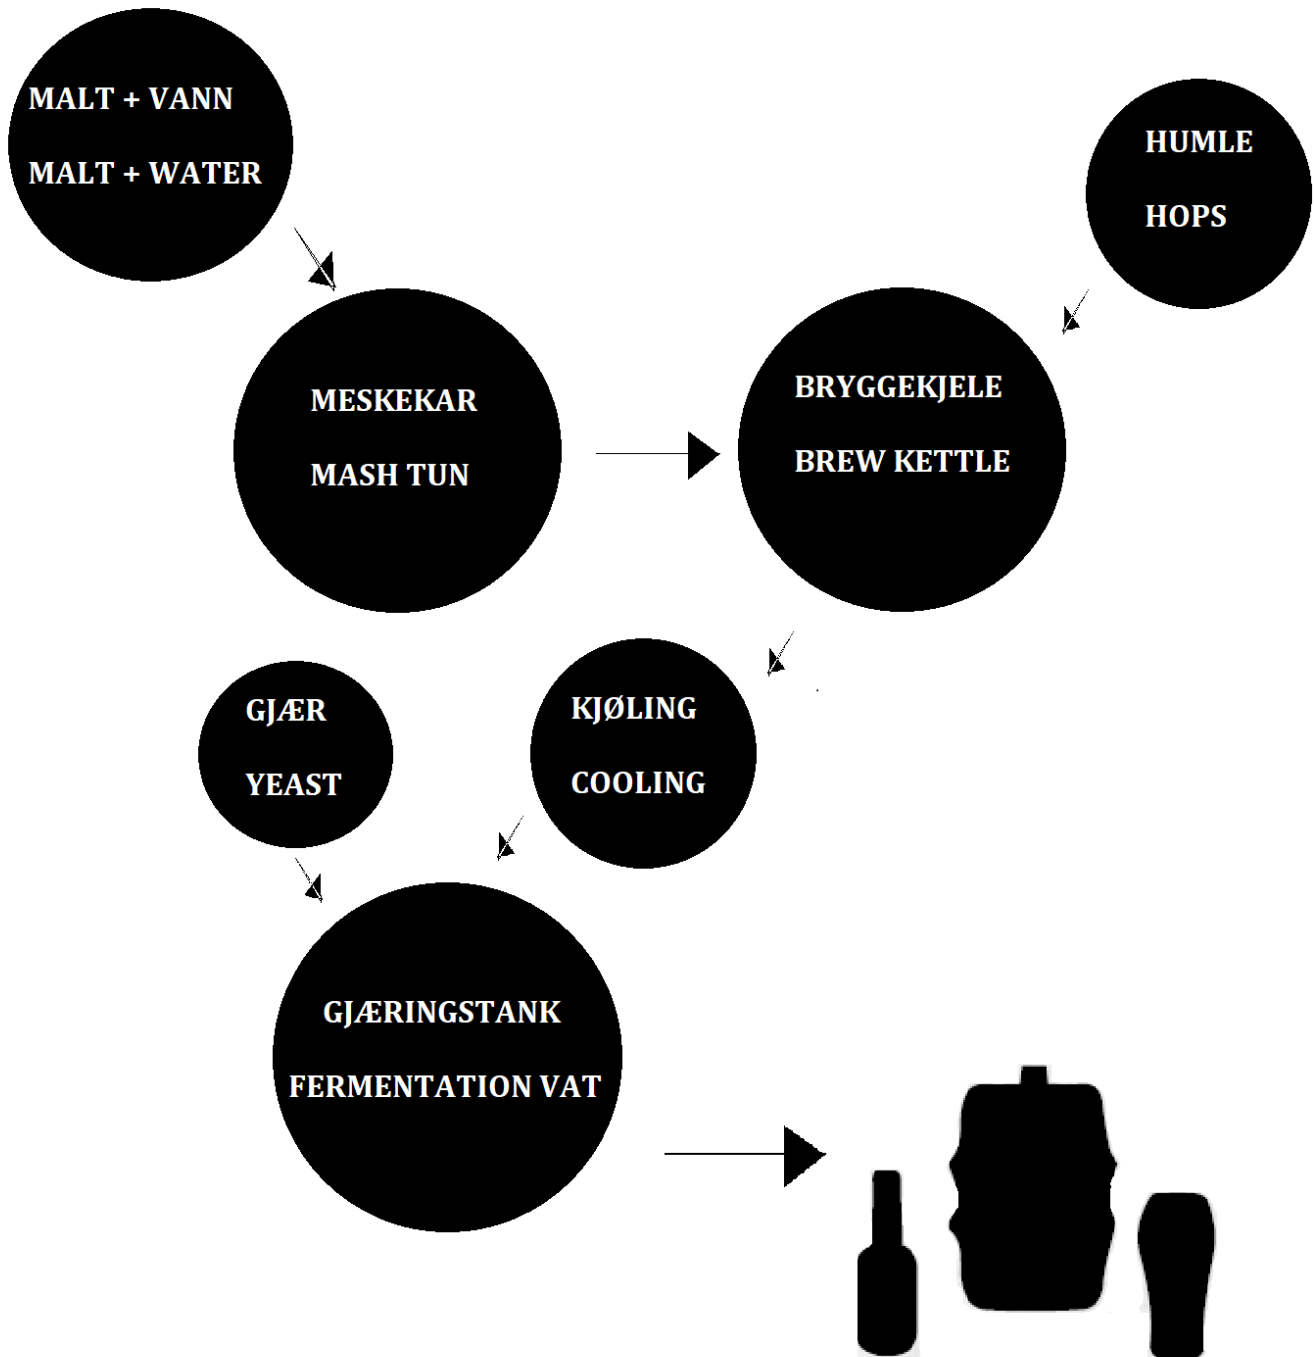 MALT + VANN
MALT + WATER
HUMLE
HOPS
MESKEKAR
MASH TUN
BRYGGEKJELE
BREW KETTLE
GJÆR
YEAST
KJØLING
COOLING
GJÆRINGSTANK
FERMENTATION VAT